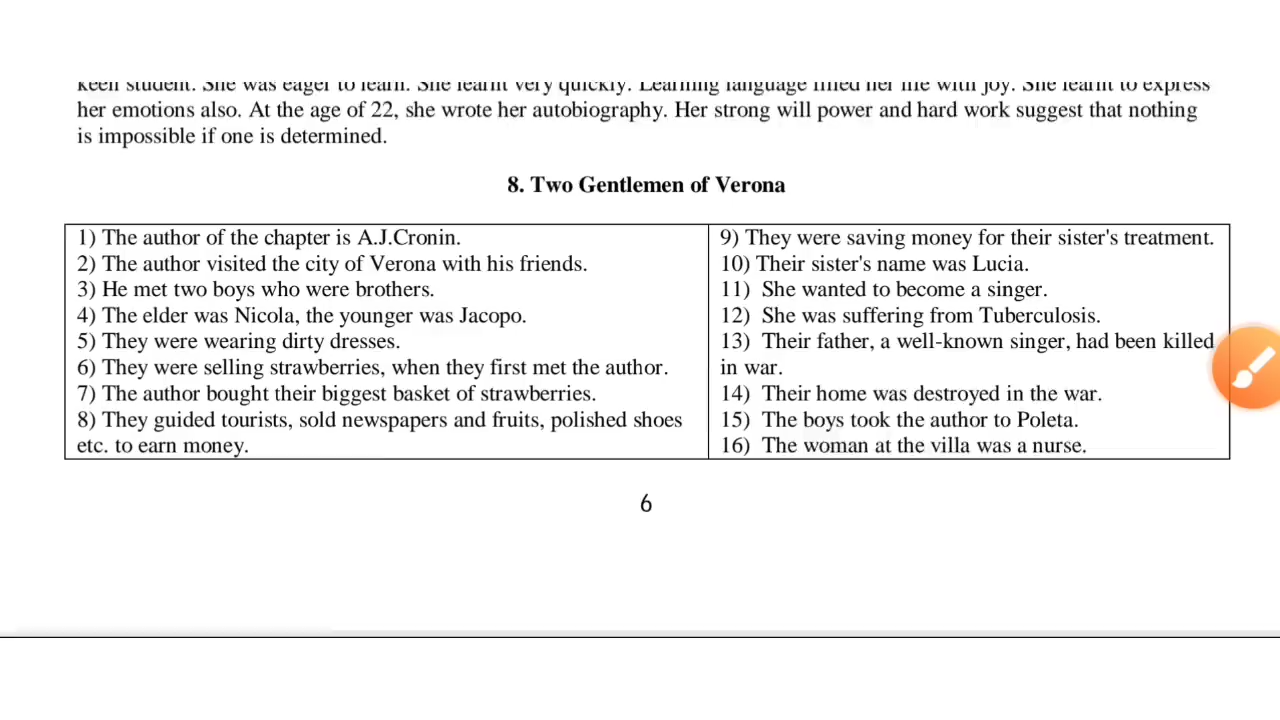 keen student. She was eager to learn. She learnt very quickly. Learning language filled her life with joy. She learnt to express
her emotions also. At the age of 22, she wrote her autobiography. Her strong will power and hard work suggest that nothing
is impossible if one is determined.
8. Two Gentlemen of Verona
1) The author of the chapter is A.J.Cronin.
2) The author visited the city of Verona with his friends.
3) He met two boys who were brothers.
4) The elder was Nicola, the younger was Jacopo.
5) They were wearing dirty dresses.
6) They were selling strawberries, when they first met the author.
7) The author bought their biggest basket of strawberries.
8) They guided tourists, sold newspapers and fruits, polished shoes
etc. to earn money.
9) They were saving money for their sister's treatment.
10) Their sister's name was Lucia.
11) She wanted to become a singer.
12) She was suffering from Tuberculosis.
13) Their father, a well-known singer, had been killed
in war.
14) Their home was destroyed in the war.
15) The boys took the author to Poleta.
16) The woman at the villa was a nurse.
6